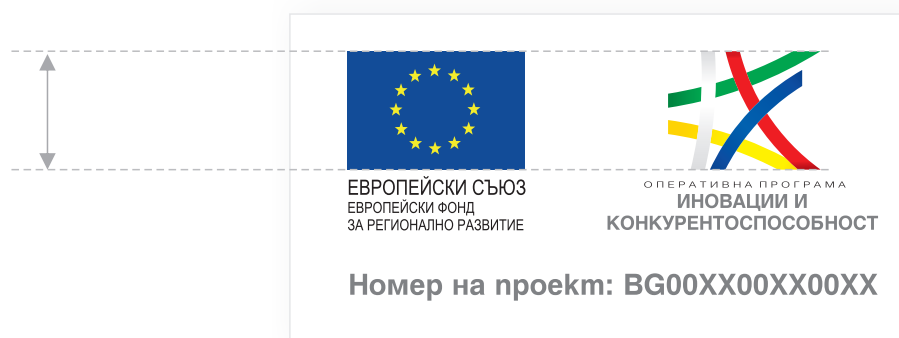 ЕВРОПЕЙСКИ СЪЮЗ
ЕВРОПЕЙСКИ ФОНД
ЗА РЕГИОНАЛНО РАЗВИТИЕ
ОПЕРАТИВНА ПРОГРАМА
ИНОВАЦИИ И
КОНКУРЕНТОСПОСОБНОСТ
Номер на проект: BG00XX00XX00XX